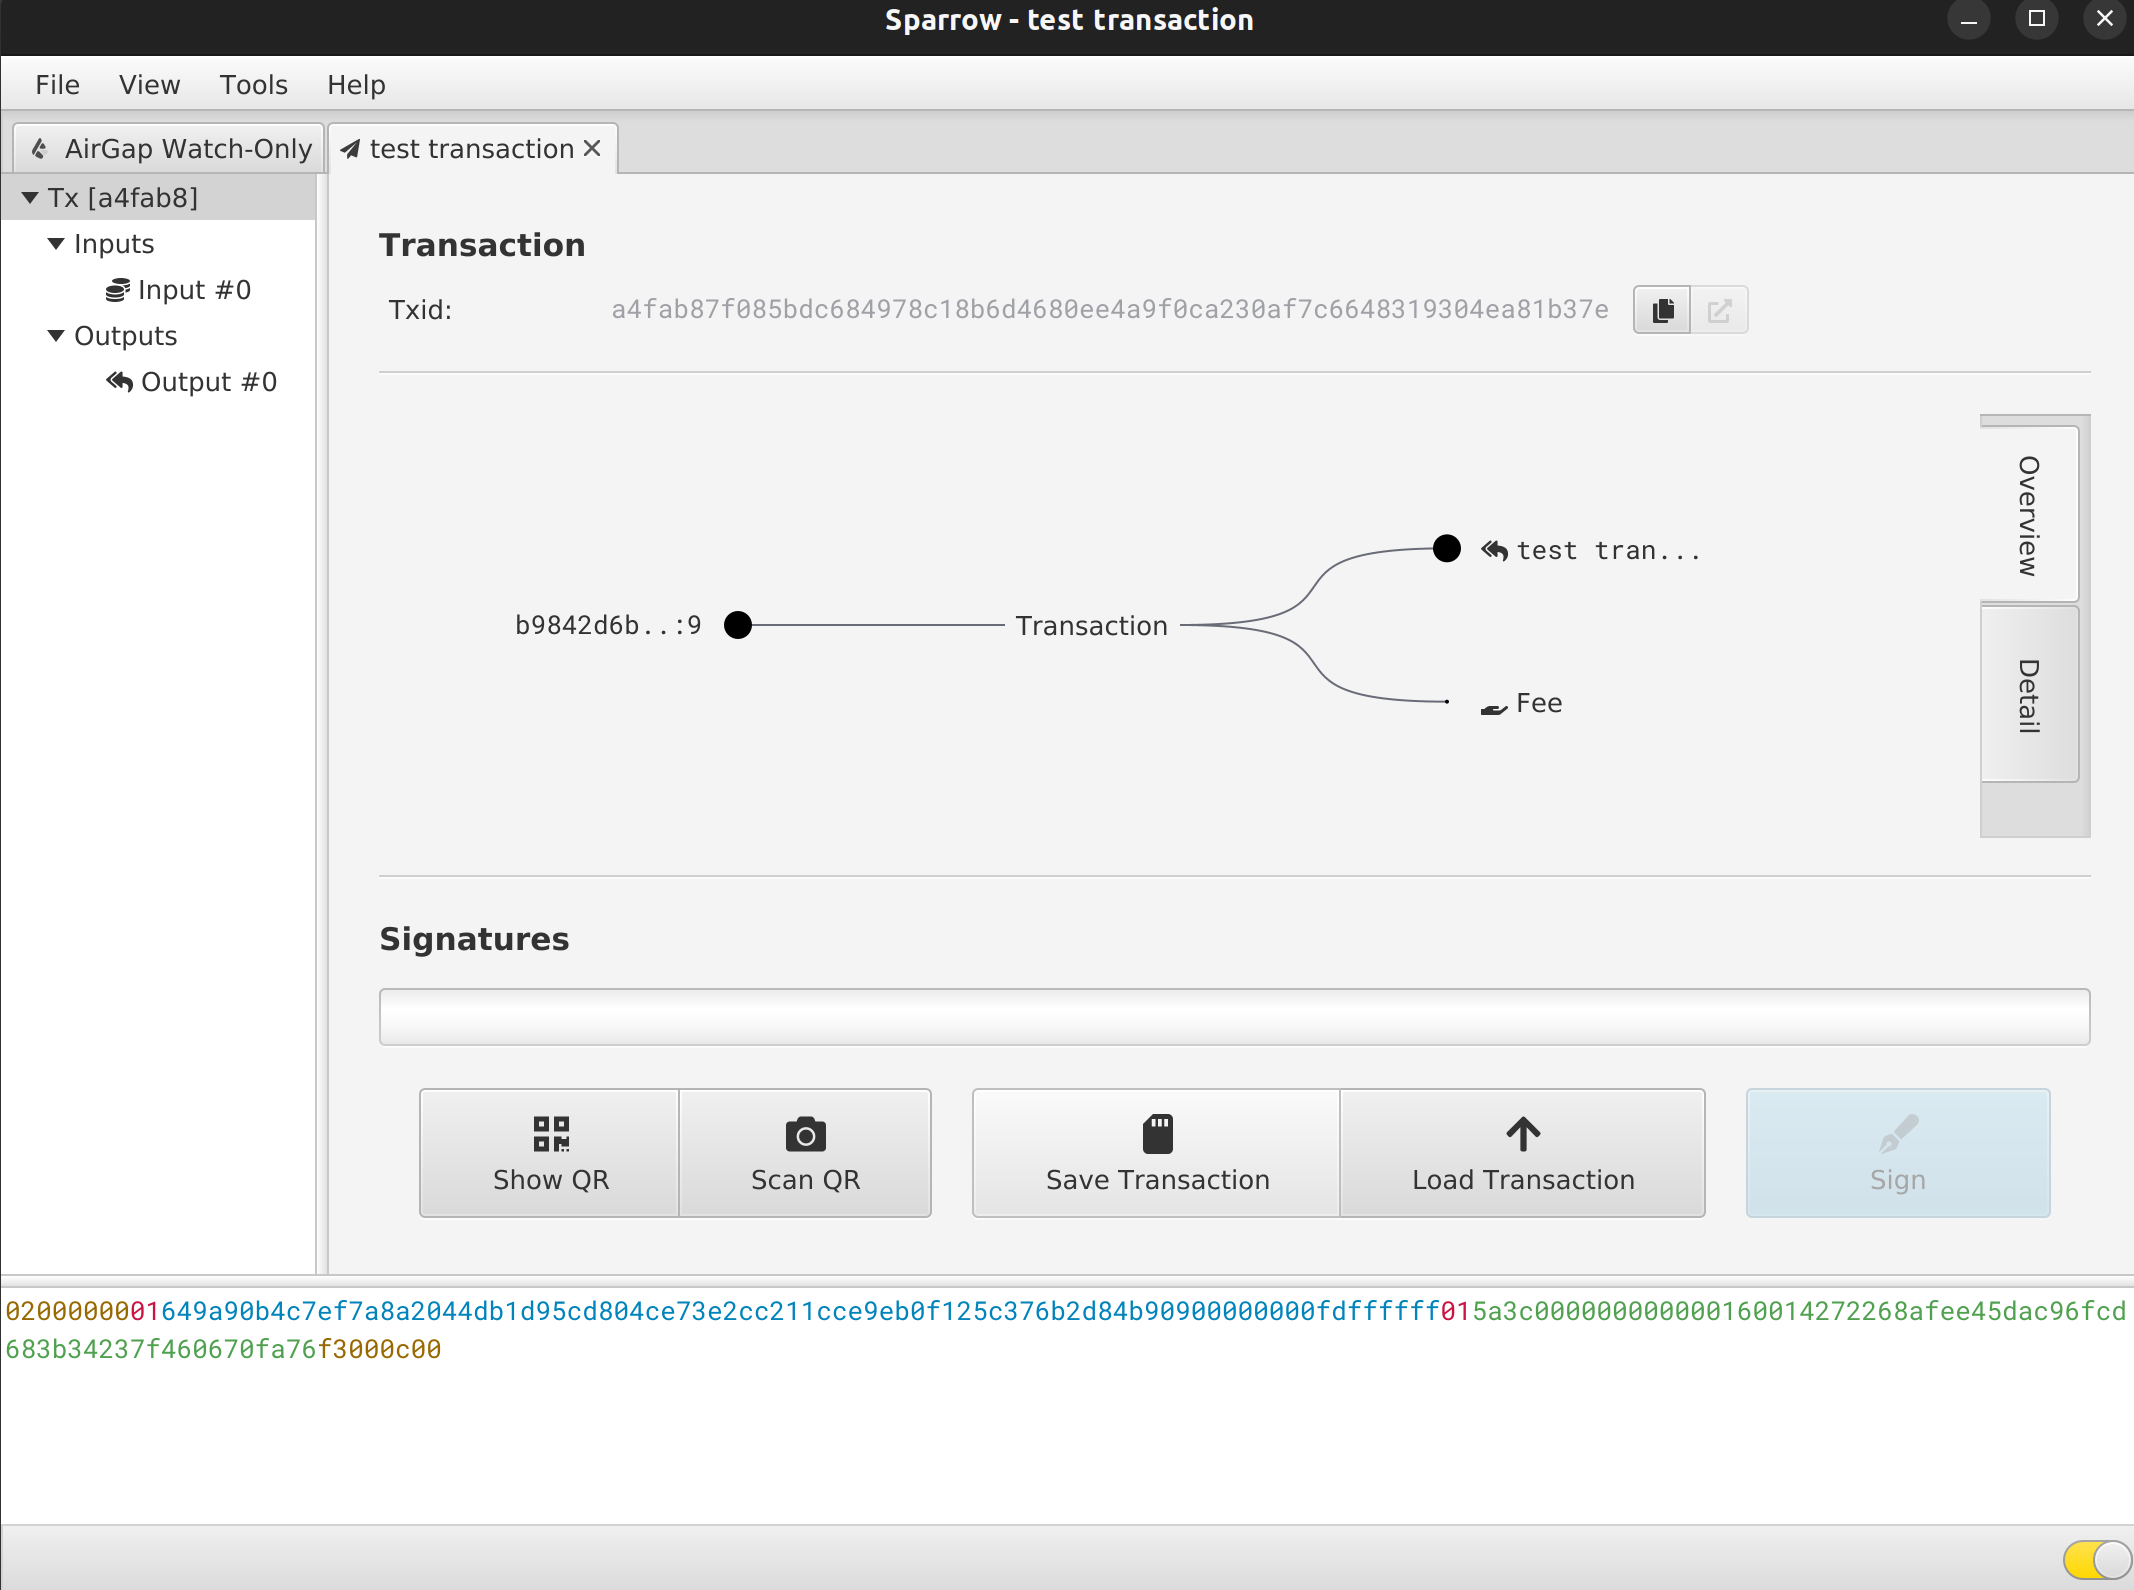 Sparrow - test transaction
File View Tools Help
AirGap Watch-Only test transaction
Tx [a4fab8]
Inputs
Input #0
Outputs
Output #0
Transaction
Txid: a4fab87f085bdc684978c18b6d4680ee4a9f0ca230af7c6648319304ea81b37e
Overview
Detail
test tran...
b9842d6b..:9 Transaction
Fee
Signatures
Show QR Scan QR Save Transaction Load Transaction Sign
0200000001649a90b4c7ef7a8a2044db1d95cd804ce73e2cc211cce9eb0f125c376b2d84b90900000000fdffffff015a3c000000000000160014272268afee45dac96fcd
683b34237f460670fa76f3000c00